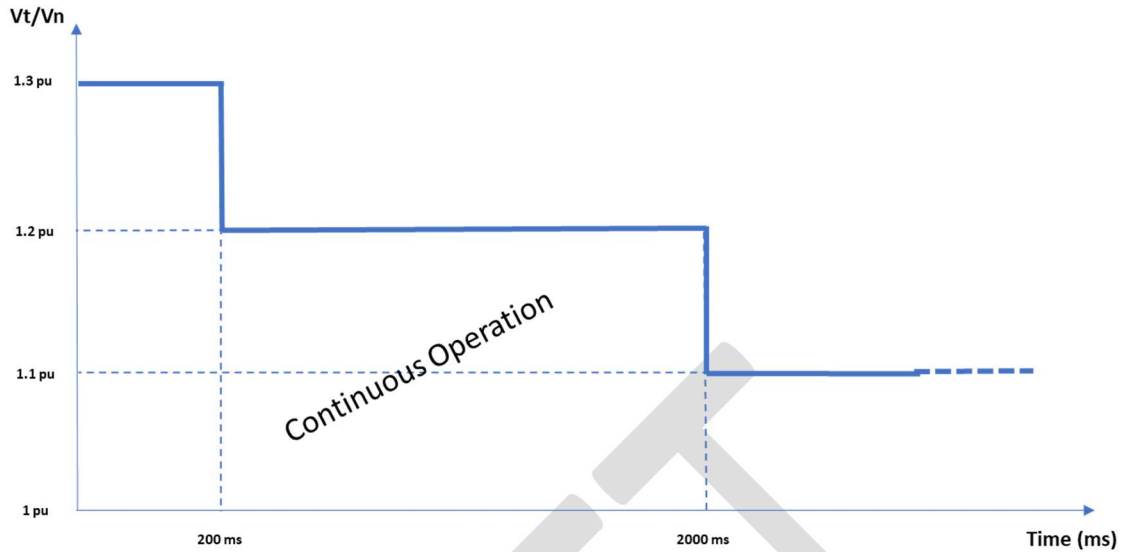 Vt/Vn
1.3 pu
1.2 pu
Continuous Operation
1.1 pu
1 pu
200 ms
2000 ms
Time (ms)